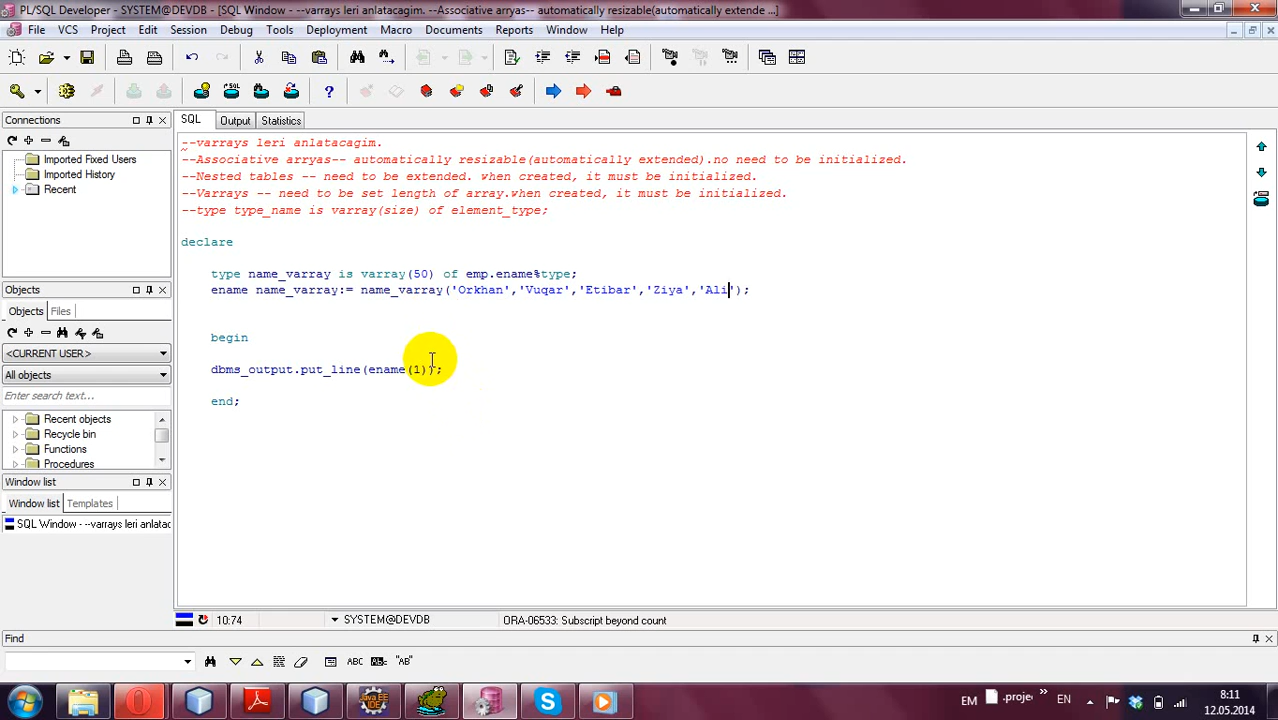 PL/SQL Developer - SYSTEM@DEVDB - [SQL Window - --varrays leri anlatacagim. --Associative arryas-- automatically resizable(automatically extende ...]
File VCS Project Edit Session Debug Tools Deployment Macro Documents Reports Window Help
Connections
Imported Fixed Users
Imported History
Recent
Objects
Objects Files
<CURRENT USER>
All objects
Enter search text...
Recent objects
Recycle bin
Functions
Procedures
Window list
Window list Templates
SQL Window - --varrays leri anlatac
SQL Output Statistics
--varrays leri anlatacagim.
--Associative arryas-- automatically resizable(automatically extended).no need to be initialized.
--Nested tables -- need to be extended. when created, it must be initialized.
--Varrays -- need to be set length of array.when created, it must be initialized.
--type type_name is varray(size) of element_type;
declare
type name_varray is varray(50) of emp.ename%type;
ename name_varray:= name_varray('Orkhan','Vuqar','Etibar','Ziya','Ali');
begin
dbms_output.put_line(ename(1));
end;
10:74 SYSTEM@DEVDB ORA-06533: Subscript beyond count
Find
ABC ABc "AB"
Java EE IDE
EM .projec » EN
8:11
12.05.2014